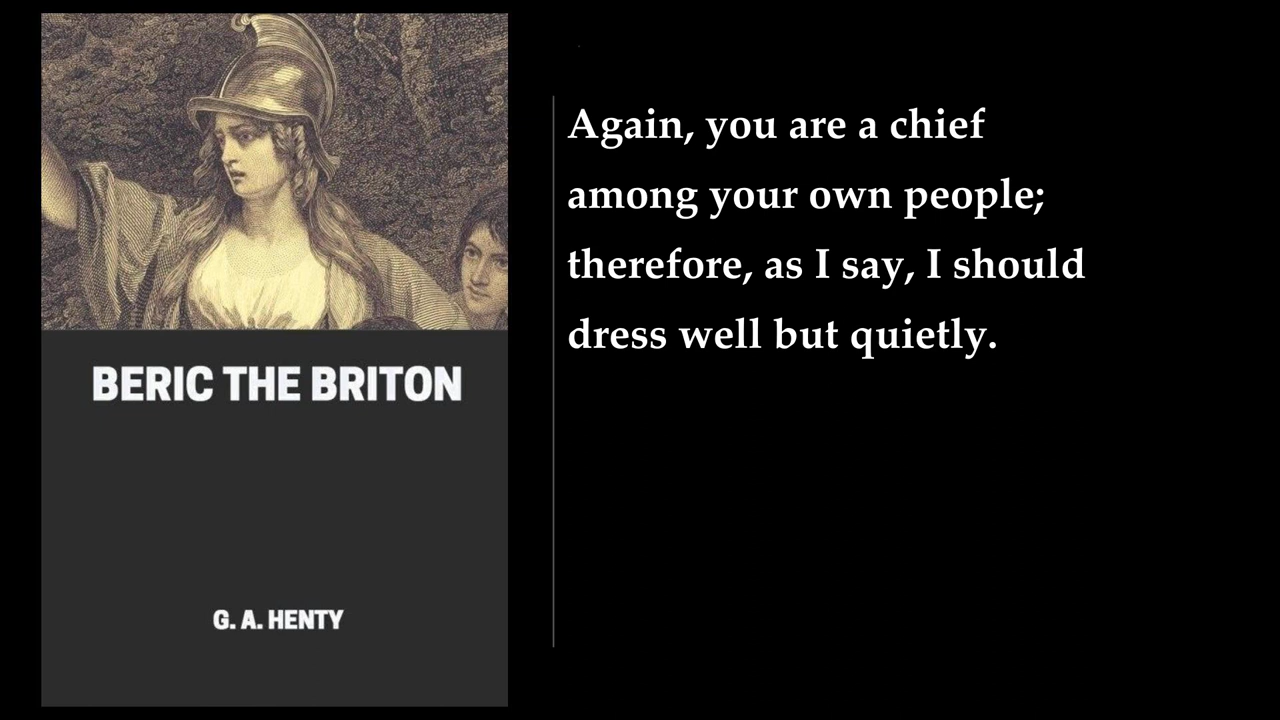 BERIC THE BRITON
G. A. HENTY
Again, you are a chief
among your own people;
therefore, as I say, I should
dress well but quietly.